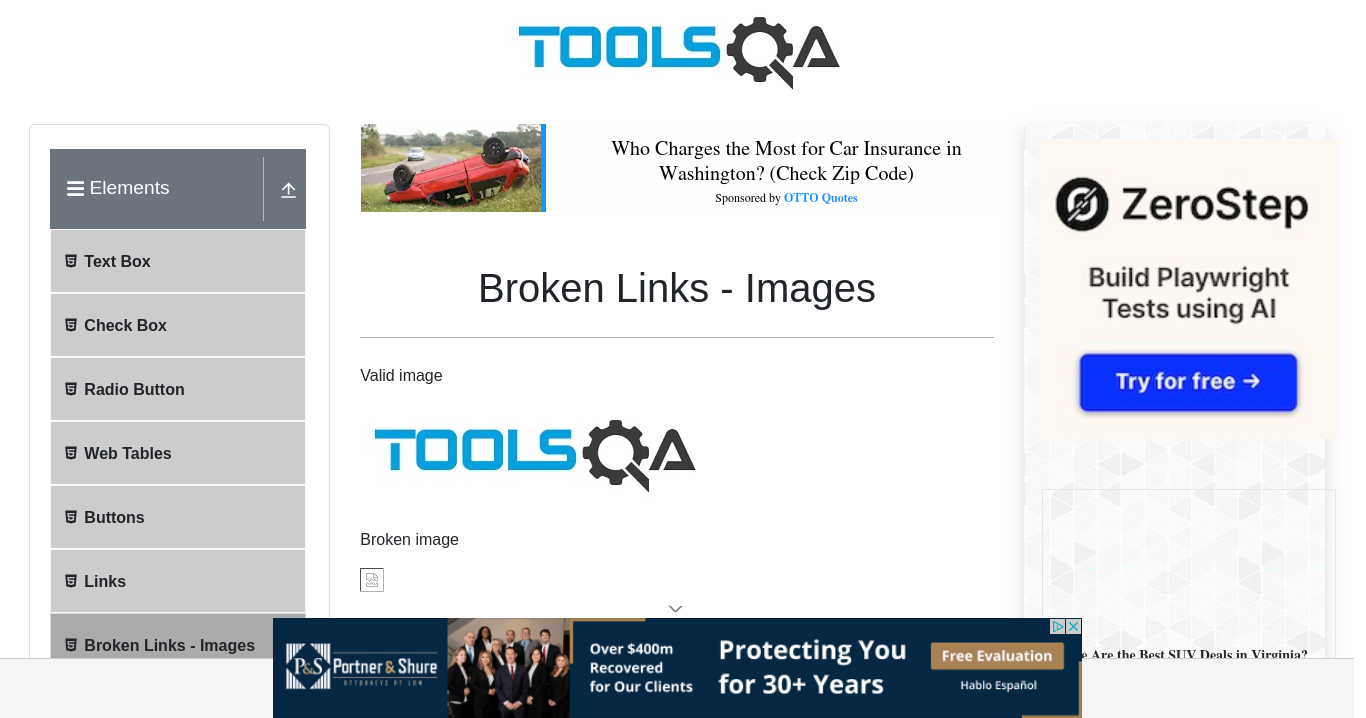 TOOLSQA
Elements
Text Box
Check Box
Radio Button
Web Tables
Buttons
Links
Broken Links - Images
Who Charges the Most for Car Insurance in
Washington? (Check Zip Code)
Sponsored by OTTO Quotes
Broken Links - Images
Valid image
TOOLSQA
Broken image
ZeroStep
Build Playwright
Tests using AI
Try for free →
Are the Best SUV Deals in Virginia?
P&S Partner & Shure
ATTORNEYS AT LAW
Over $400m
Recovered
for Our Clients
Protecting You
for 30+ Years
Free Evaluation
Hablo Español